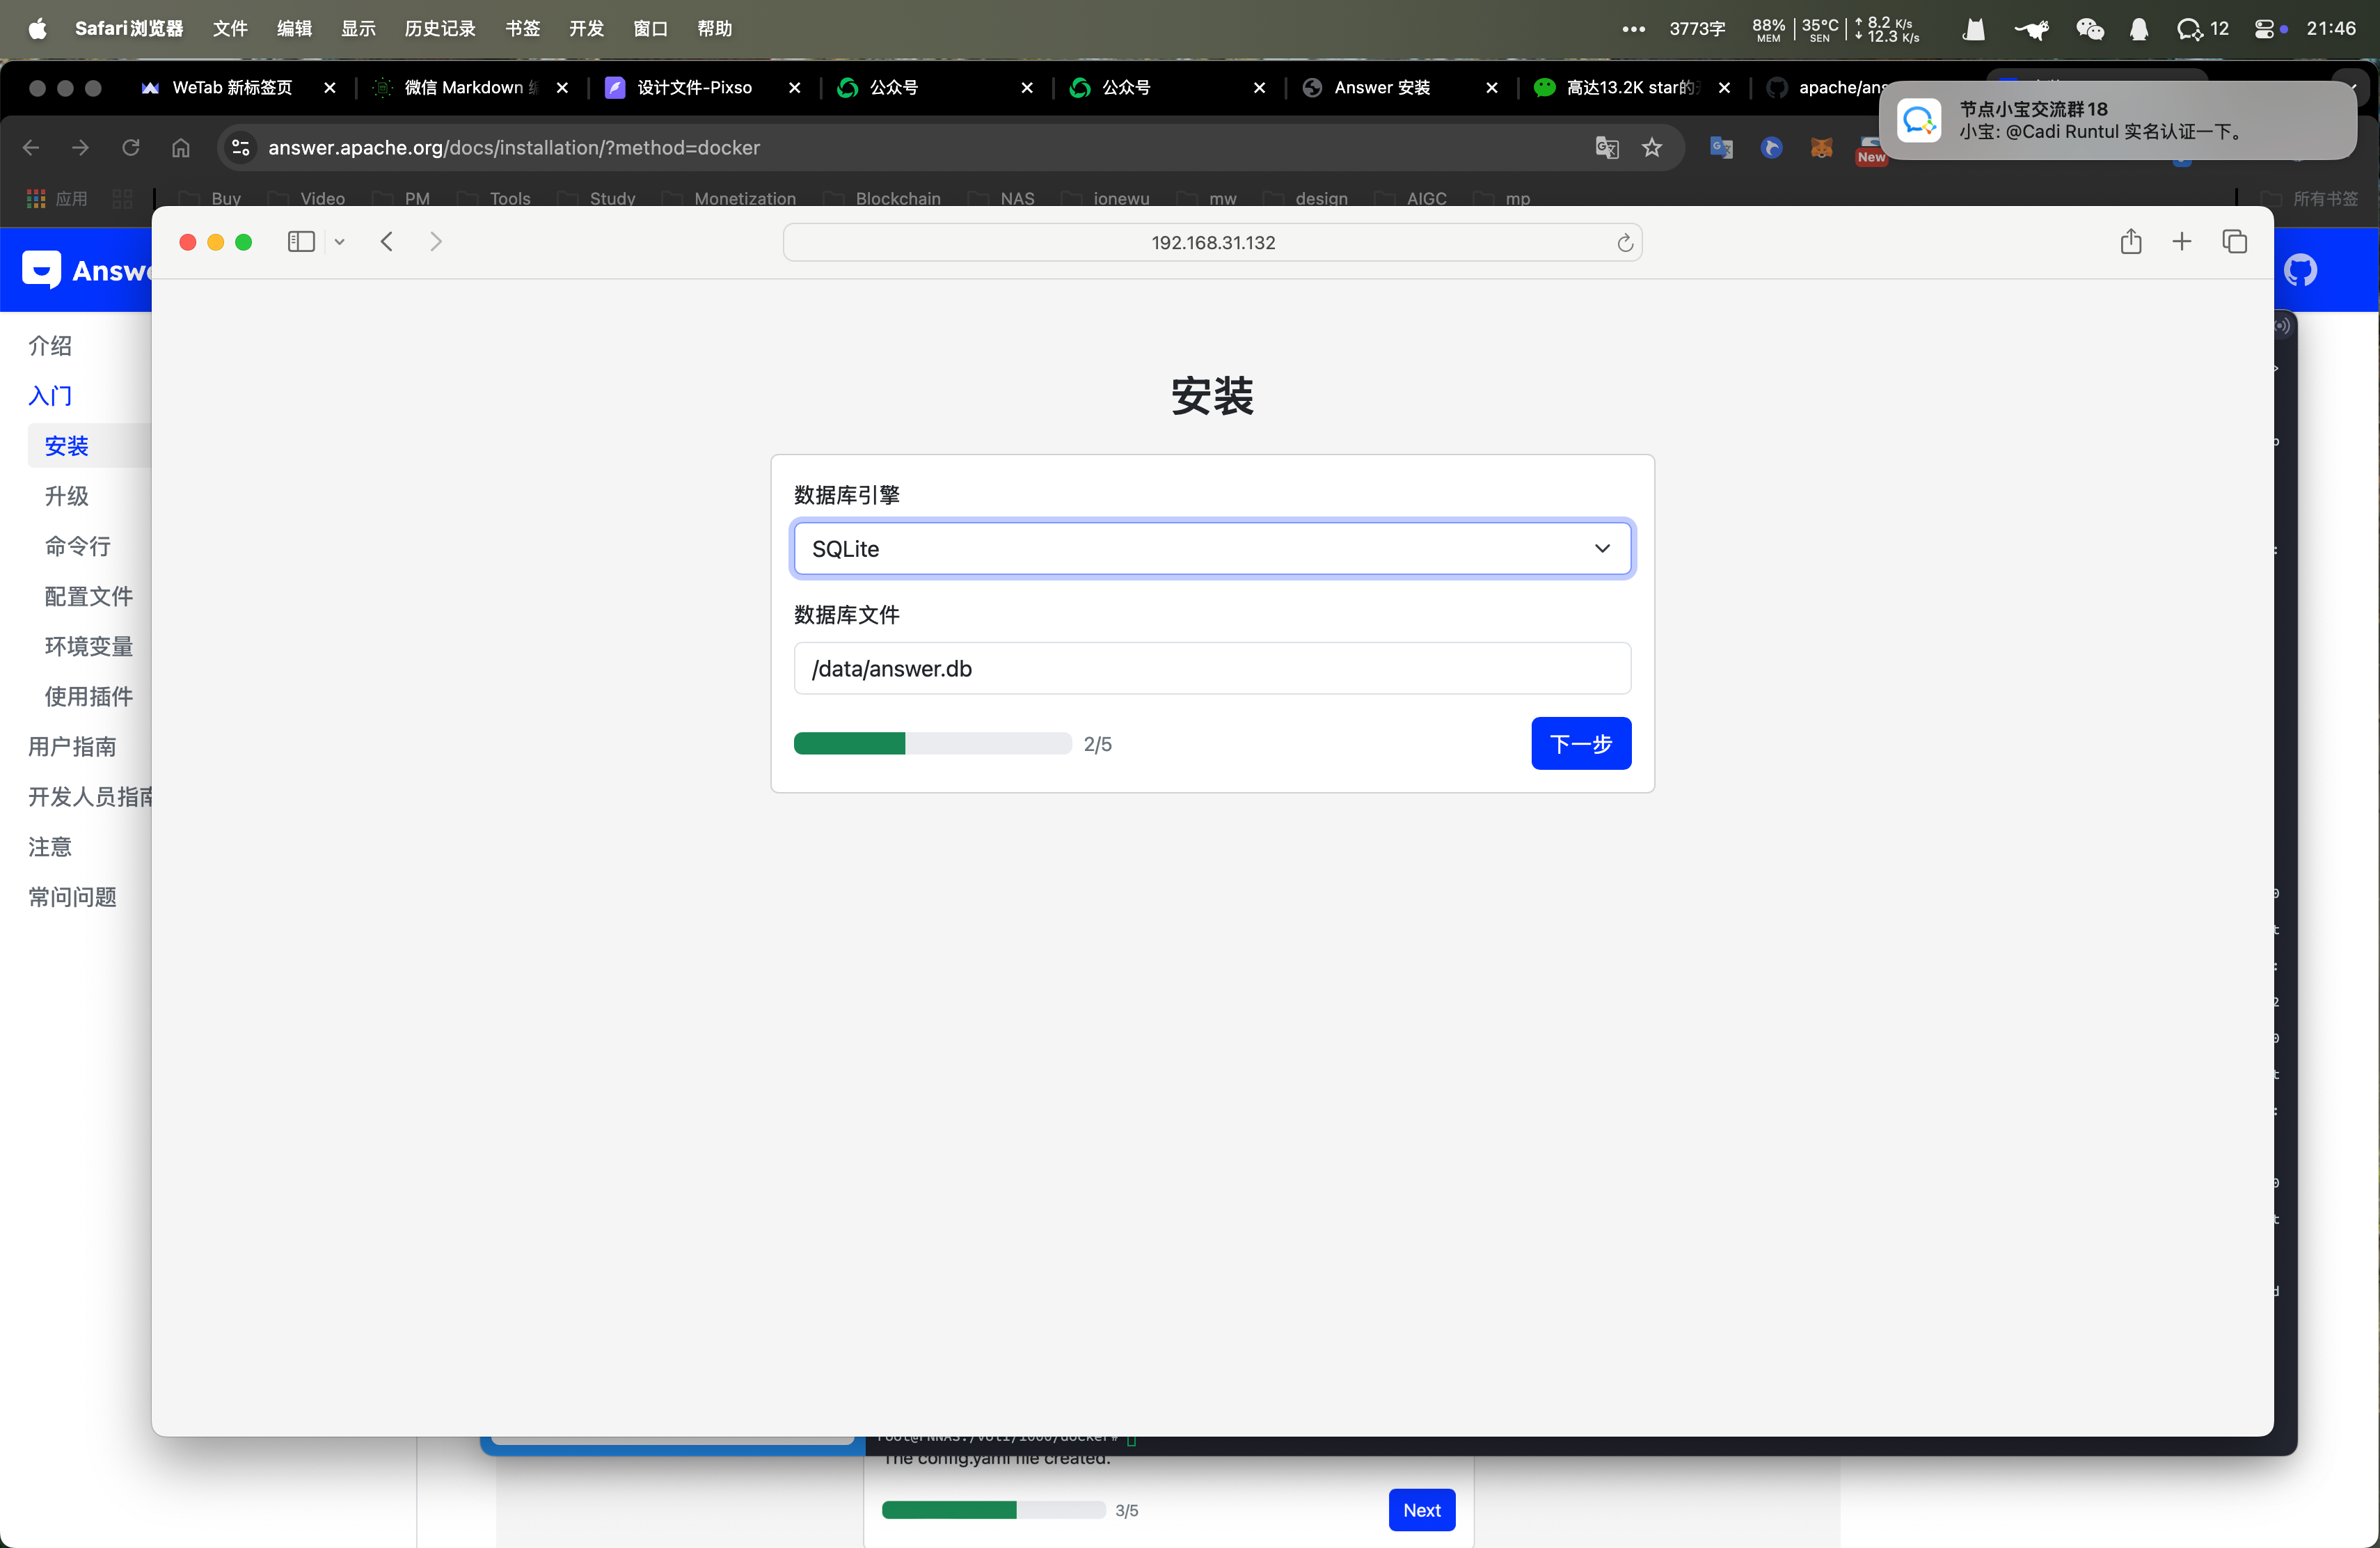 Safari浏览器 文件 编辑 显示 历史记录 书签 开发 窗口 帮助 ••• 3773字 88% MEM 35°C SEN ↑ 8.2 K/s ↓ 12.3 K/s 12 21:46
WeTab 新标签页 微信 Markdown 设计文件-Pixso 公众号 公众号 Answer 安装 高达13.2K star的 apache/ans
节点小宝交流群18
小宝: @Cadi Runtul 实名认证一下。
answer.apache.org/docs/installation/?method=docker New
应用 Buy Video PM Tools Study Monetization Blockchain NAS ionewu mw design AIGC mp 所有书签
192.168.31.132
Answe
介绍
入门
安装
升级
命令行
配置文件
环境变量
使用插件
用户指南
开发人员指南
注意
常问问题
安装
数据库引擎
SQLite
数据库文件
/data/answer.db
2/5 下一步
The config.yaml file created.
3/5 Next